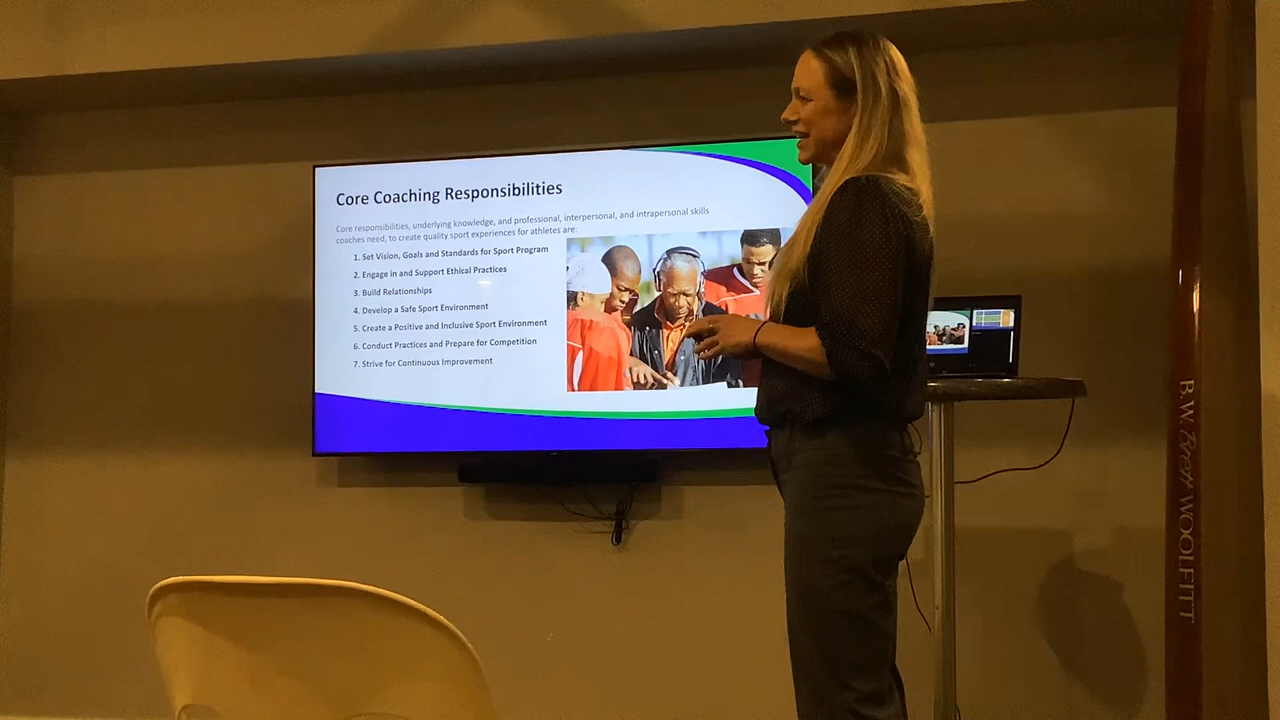 Core Coaching Responsibilities
Core responsibilities, underlying knowledge, and professional, interpersonal, and intrapersonal skills
coaches need, to create quality sport experiences for athletes are:
1. Set Vision, Goals and Standards for Sport Program
2. Engage in and Support Ethical Practices
3. Build Relationships
4. Develop a Safe Sport Environment
5. Create a Positive and Inclusive Sport Environment
6. Conduct Practices and Prepare for Competition
7. Strive for Continuous Improvement
B.W. Brett WOOLFITT